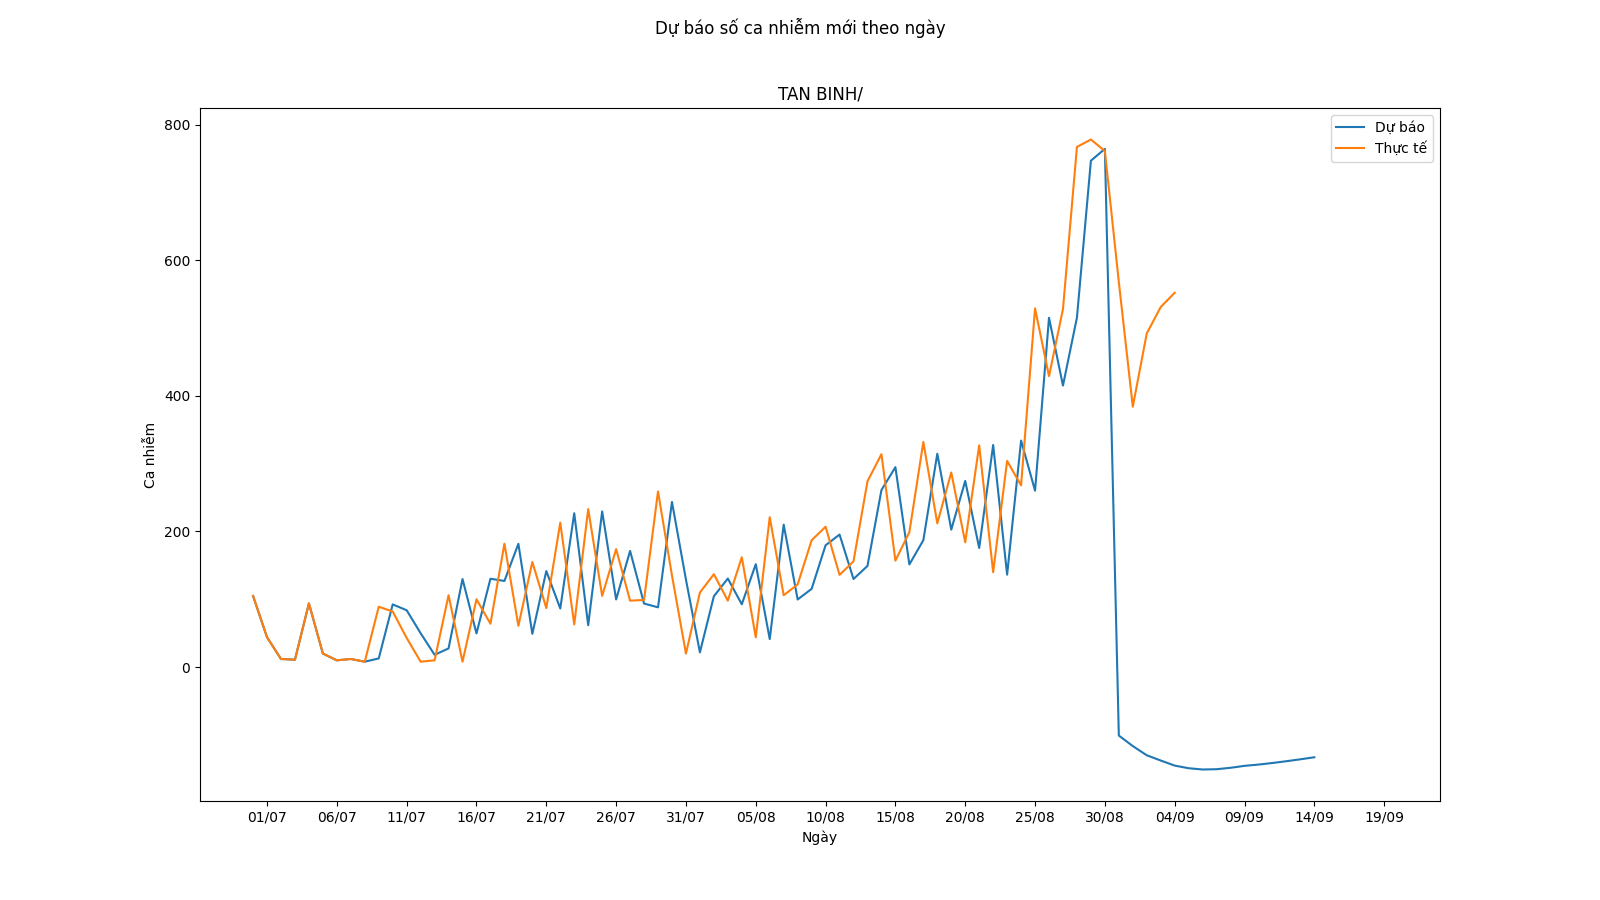 Dự báo số ca nhiễm mới theo ngày
TAN BINH/
Dự báo
Thực tế
800
600
400
200
0
Ca nhiễm
01/07 06/07 11/07 16/07 21/07 26/07 31/07 05/08 10/08 15/08 20/08 25/08 30/08 04/09 09/09 14/09 19/09
Ngày